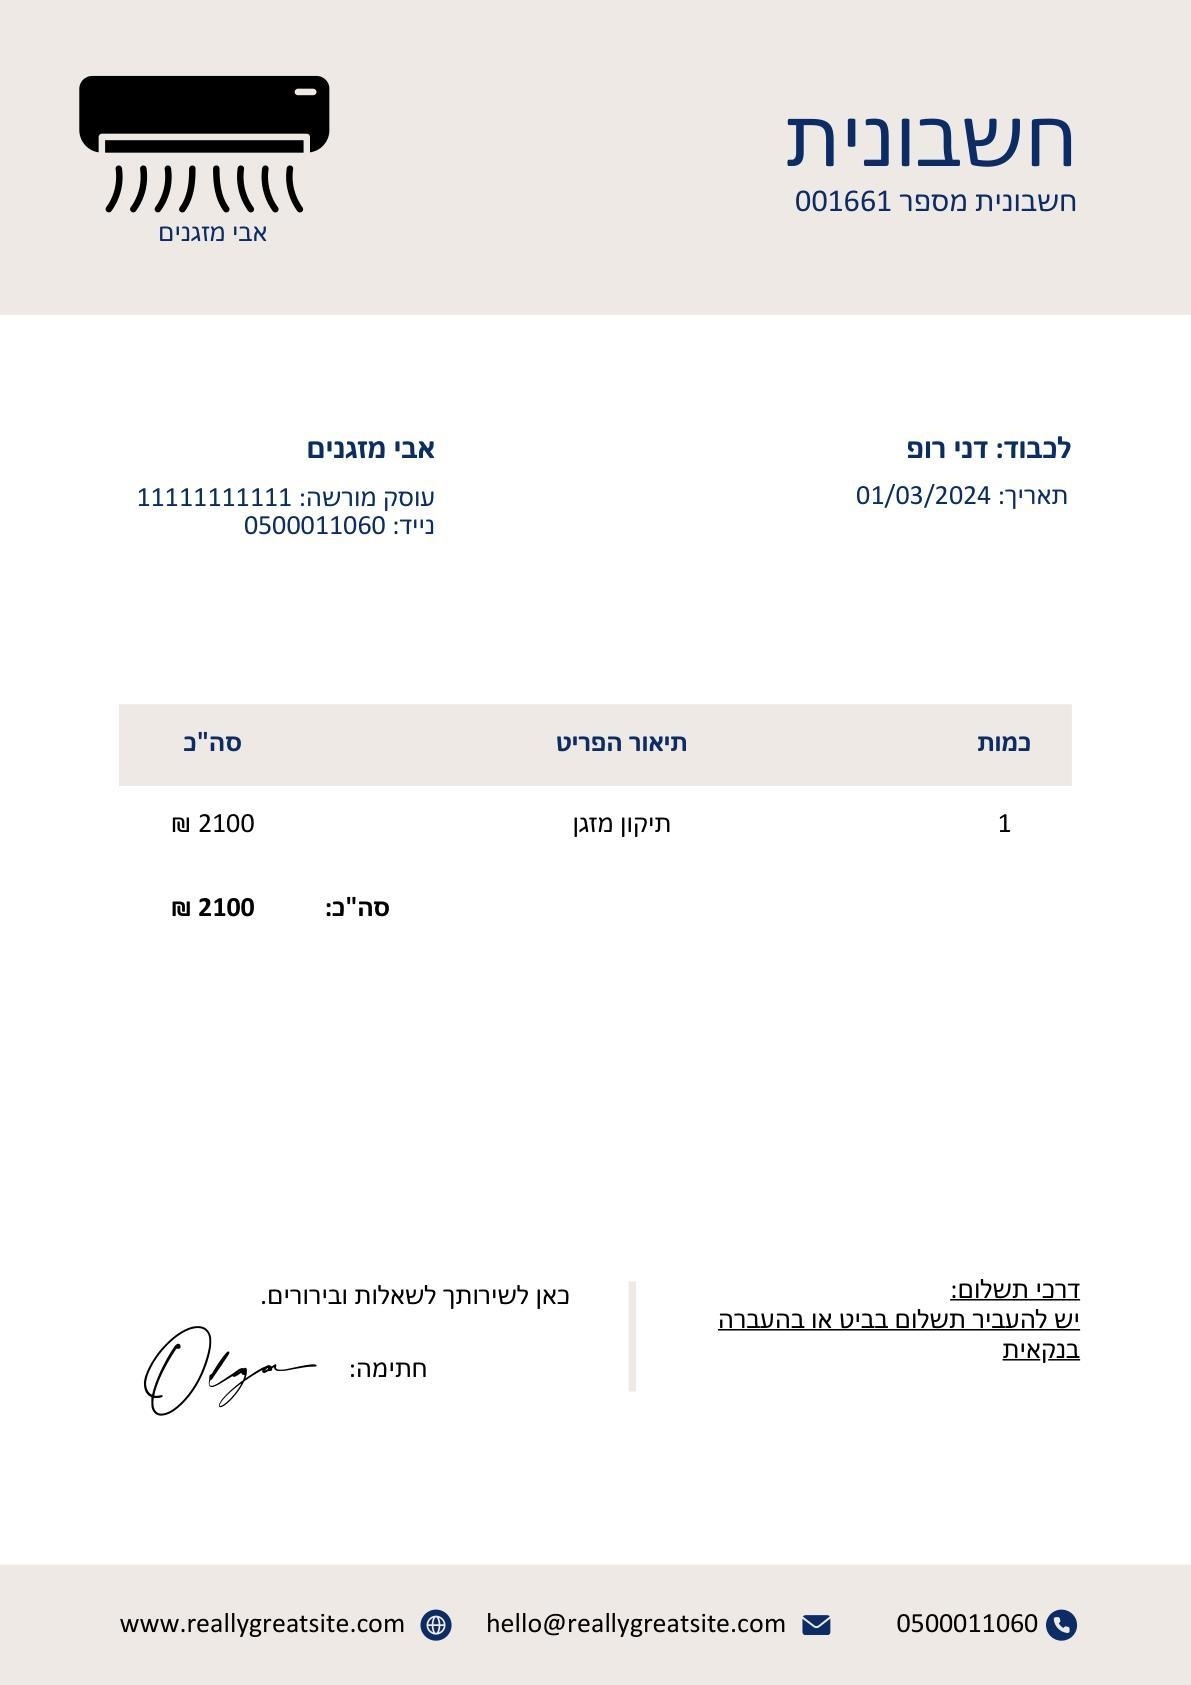 חשבונית
חשבונית מספר 001661
אבי מזגנים
לכבוד: דני רופ
תאריך: 01/03/2024
אבי מזגנים
עוסק מורשה: 11111111111
נייד: 0500011060
כמות תיאור הפריט סה"כ
1 תיקון מזגן 2100 ₪
סה"כ: 2100 ₪
דרכי תשלום:
יש להעביר תשלום בביט או בהעברה
בנקאית
כאן לשירותך לשאלות ובירורים.
חתימה: Olga
0500011060 hello@reallygreatsite.com www.reallygreatsite.com